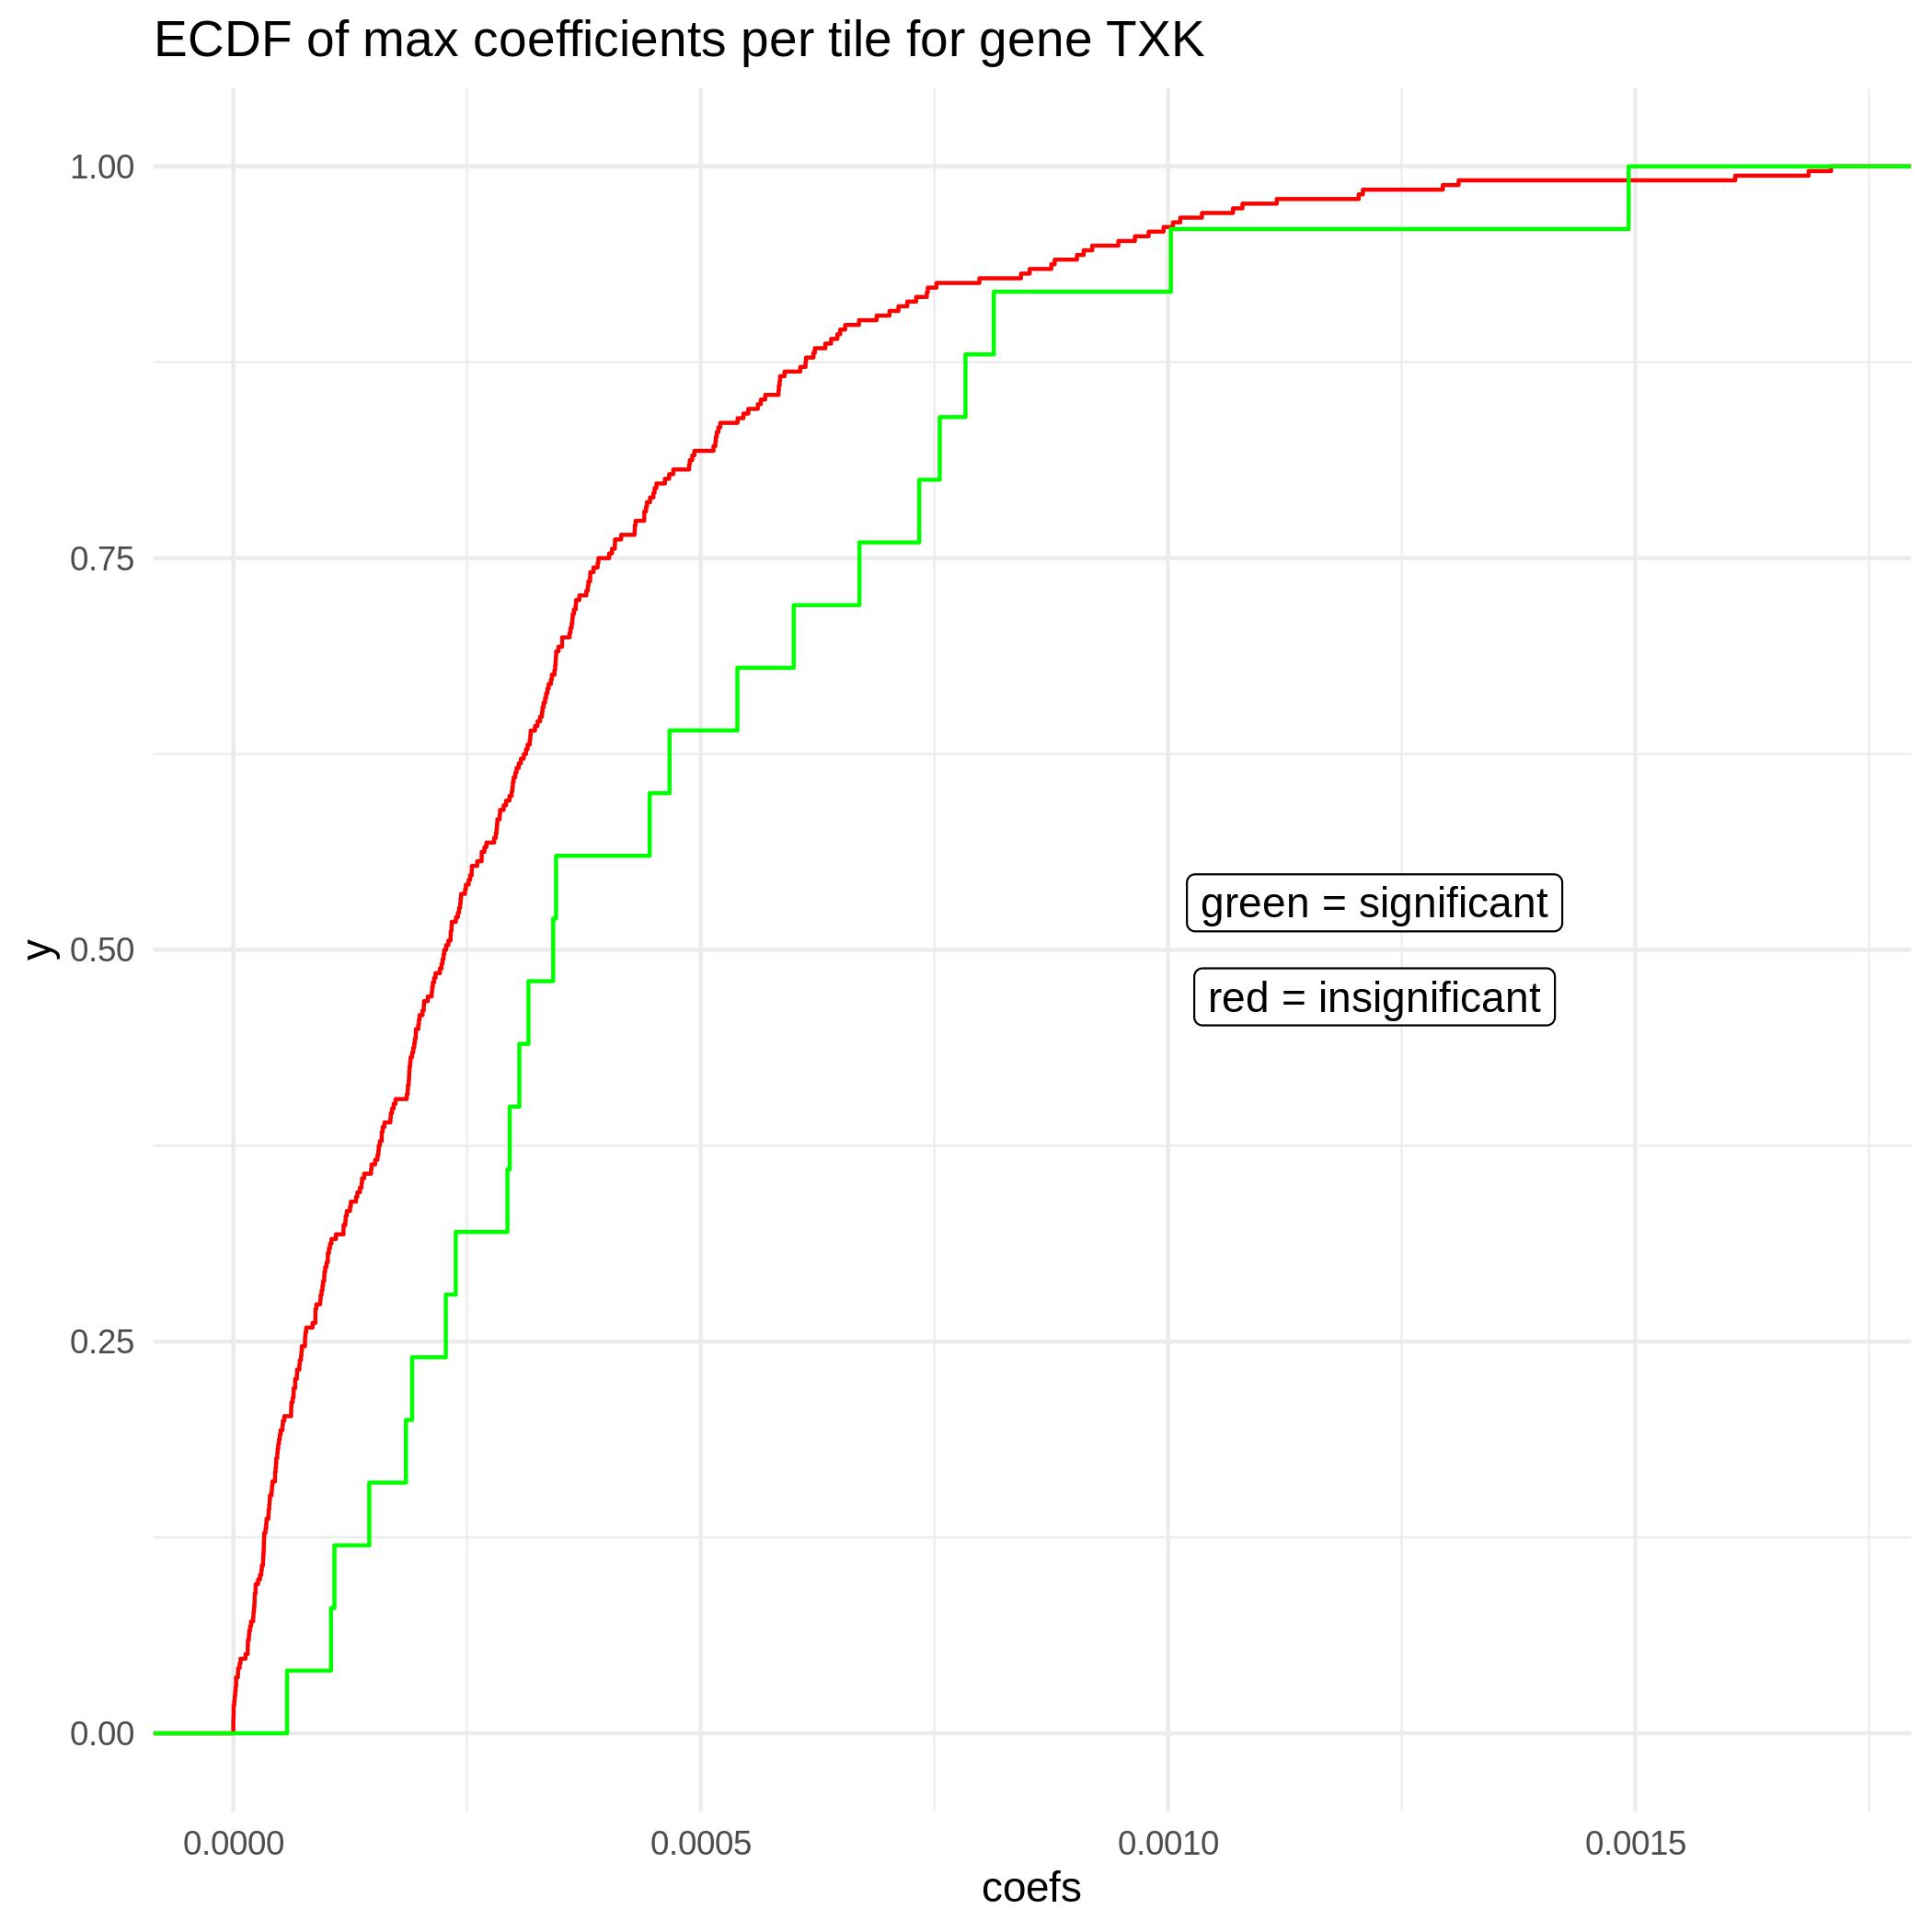 ECDF of max coefficients per tile for gene TXK
1.00
0.75
0.50
0.25
0.00
y
green = significant
red = insignificant
0.0000 0.0005 0.0010 0.0015
coefs